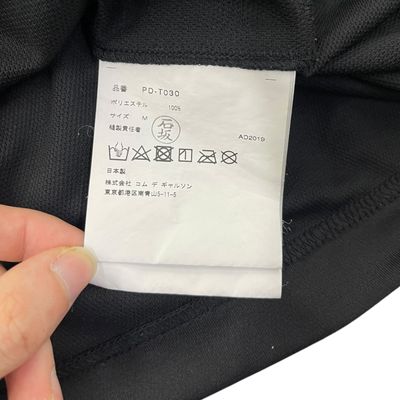 品番 PD-T030
ポリエステル 100%
サイズ M
縫製責任者 石坂 AD2019
日本製
株式会社 コム デ ギャルソン
東京都港区南青山5-11-5